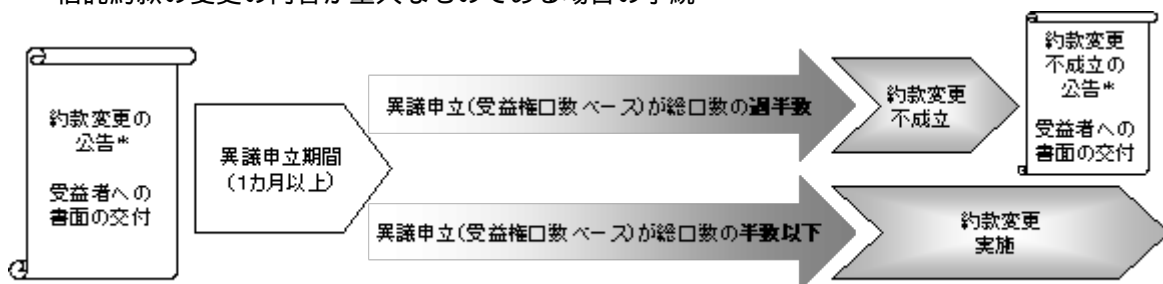 約款変更の
公告*
受益者への
書面の交付
異議申立期間
(1カ月以上)
異議申立(受益権口数ベース)が総口数の過半数
約款変更
不成立
約款変更
不成立の
公告*
受益者への
書面の交付
異議申立(受益権口数ベース)が総口数の半数以下
約款変更
実施